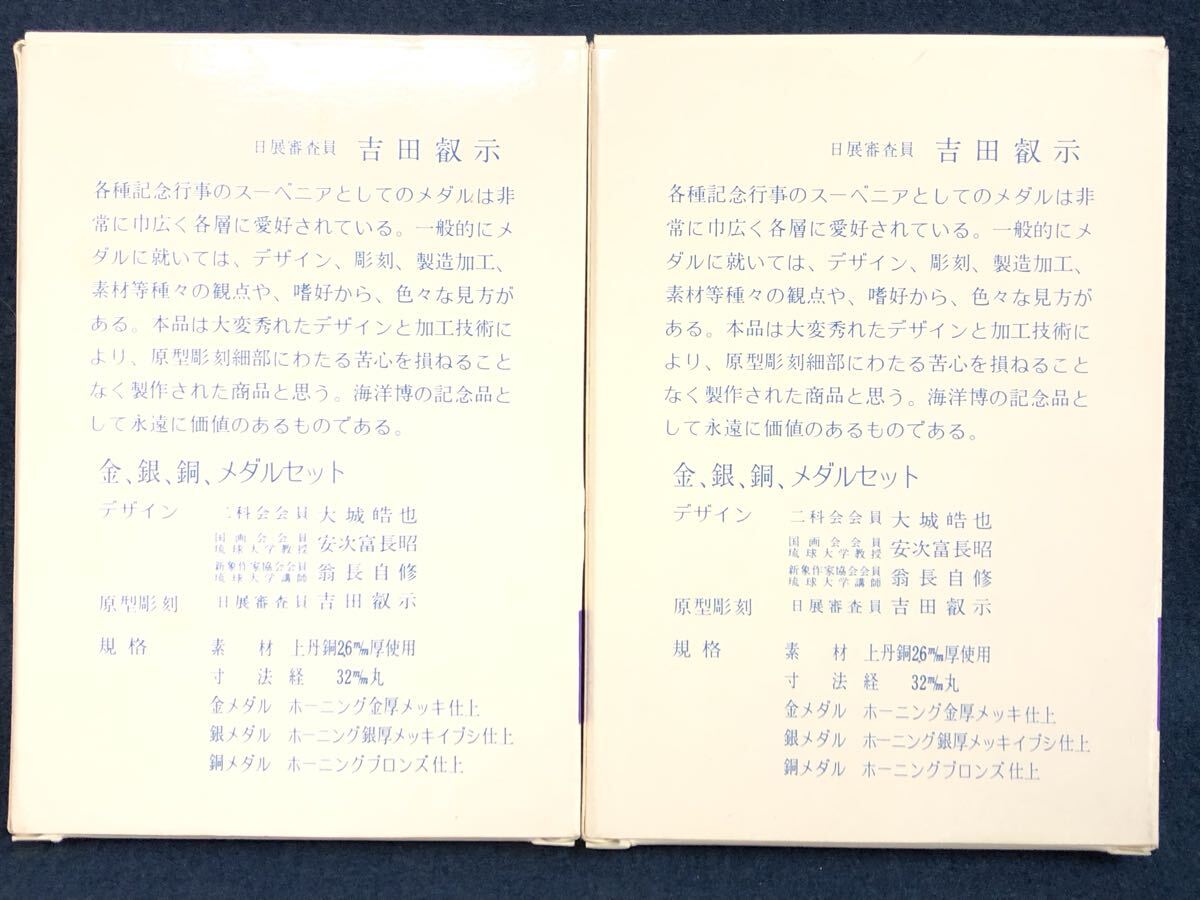 日展審査員 吉田叡示
各種記念行事のスーベニアとしてのメダルは非
常に巾広く各層に愛好されている。一般的にメ
ダルに就いては、デザイン、彫刻、製造加工、
素材等種々の観点や、嗜好から、色々な見方が
ある。本品は大変秀れたデザインと加工技術に
より、原型彫刻細部にわたる苦心を損ねること
なく製作された商品と思う。海洋博の記念品と
して永遠に価値のあるものである。
金、銀、銅、メダルセット
デザイン 二科会会員 大城皓也
国画会会員
琉球大学教授 安次富長昭
新象作家協会会員
琉球大学講師 翁長自修
原型彫刻 日展審査員 吉田叡示
規格 素材 上丹銅2.6m/m厚使用
寸法経 32m/m丸
金メダル ホーニング金厚メッキ仕上
銀メダル ホーニング銀厚メッキイブシ仕上
銅メダル ホーニングブロンズ仕上
日展審査員 吉田叡示
各種記念行事のスーベニアとしてのメダルは非
常に巾広く各層に愛好されている。一般的にメ
ダルに就いては、デザイン、彫刻、製造加工、
素材等種々の観点や、嗜好から、色々な見方が
ある。本品は大変秀れたデザインと加工技術に
より、原型彫刻細部にわたる苦心を損ねること
なく製作された商品と思う。海洋博の記念品と
して永遠に価値のあるものである。
金、銀、銅、メダルセット
デザイン 二科会会員 大城皓也
国画会会員
琉球大学教授 安次富長昭
新象作家協会会員
琉球大学講師 翁長自修
原型彫刻 日展審査員 吉田叡示
規格 素材 上丹銅2.6m/m厚使用
寸法経 32m/m丸
金メダル ホーニング金厚メッキ仕上
銀メダル ホーニング銀厚メッキイブシ仕上
銅メダル ホーニングブロンズ仕上